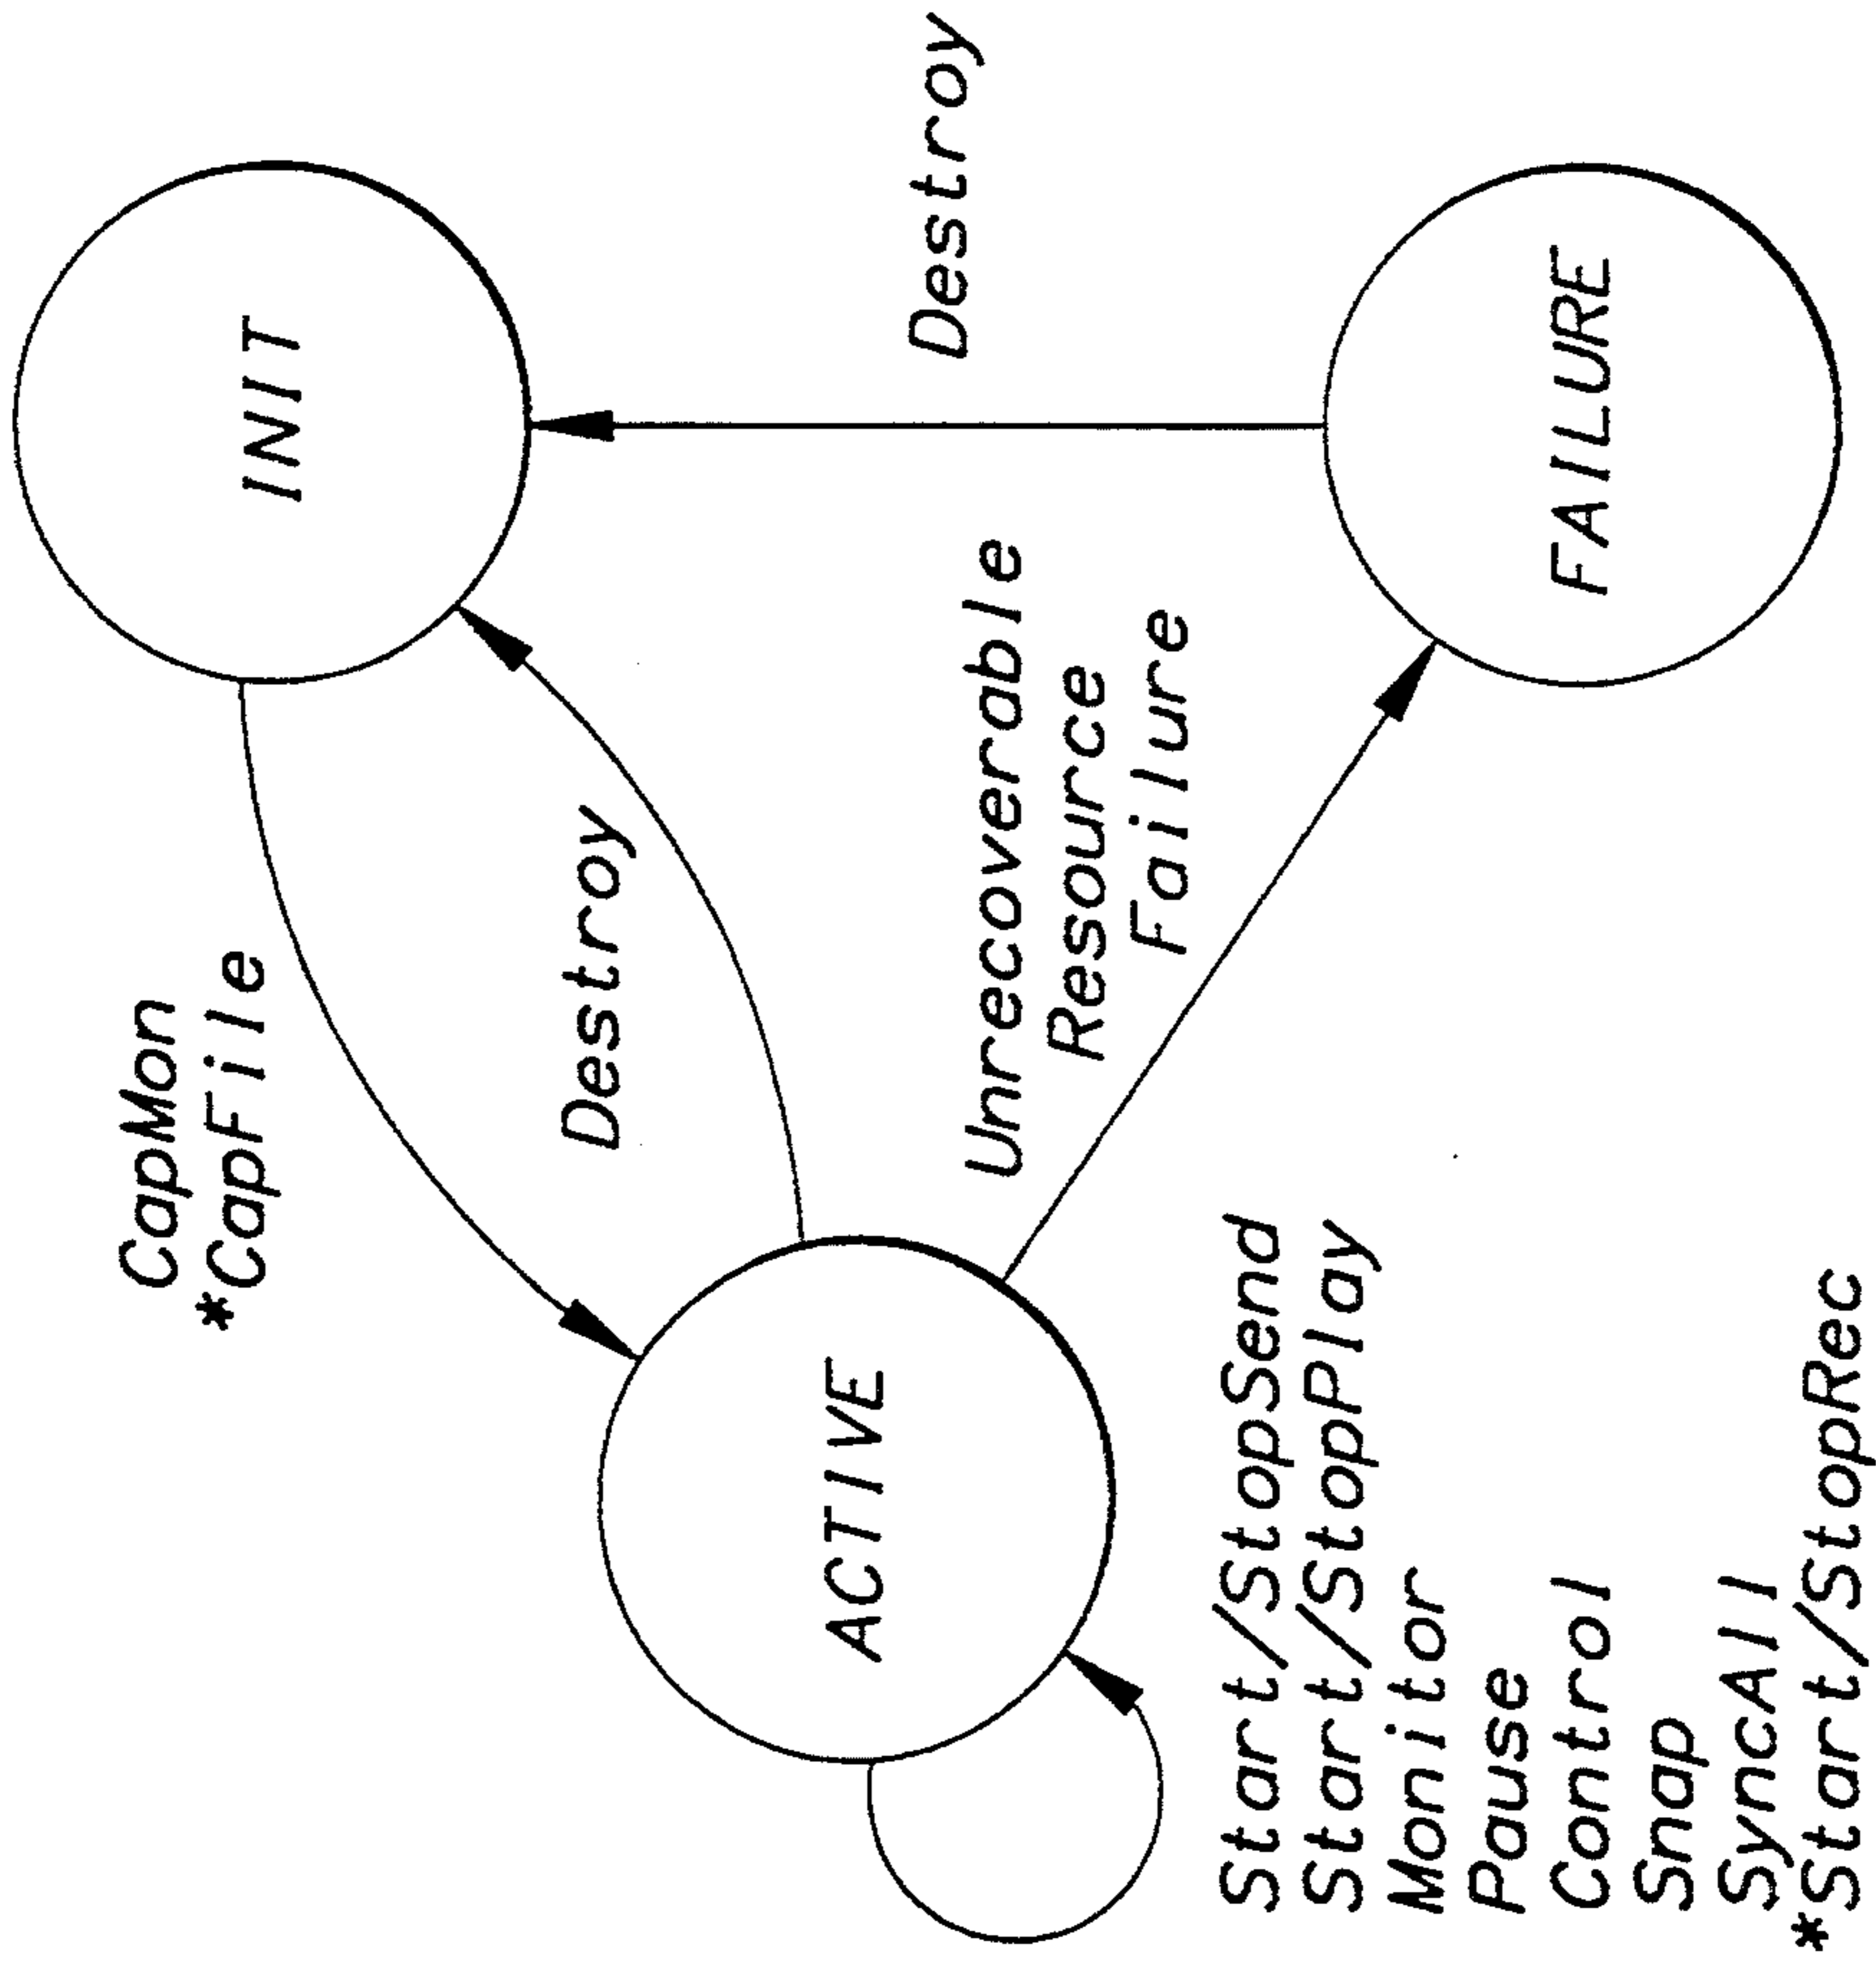 CapMon
*CapFile
INIT
Destroy
Destroy
ACTIVE
Unrecoverable
Resource
Failure
FAILURE
Start/StopSend
Start/StopPlay
Monitor
Pause
Control
Snap
SyncAll
*Start/StopRec